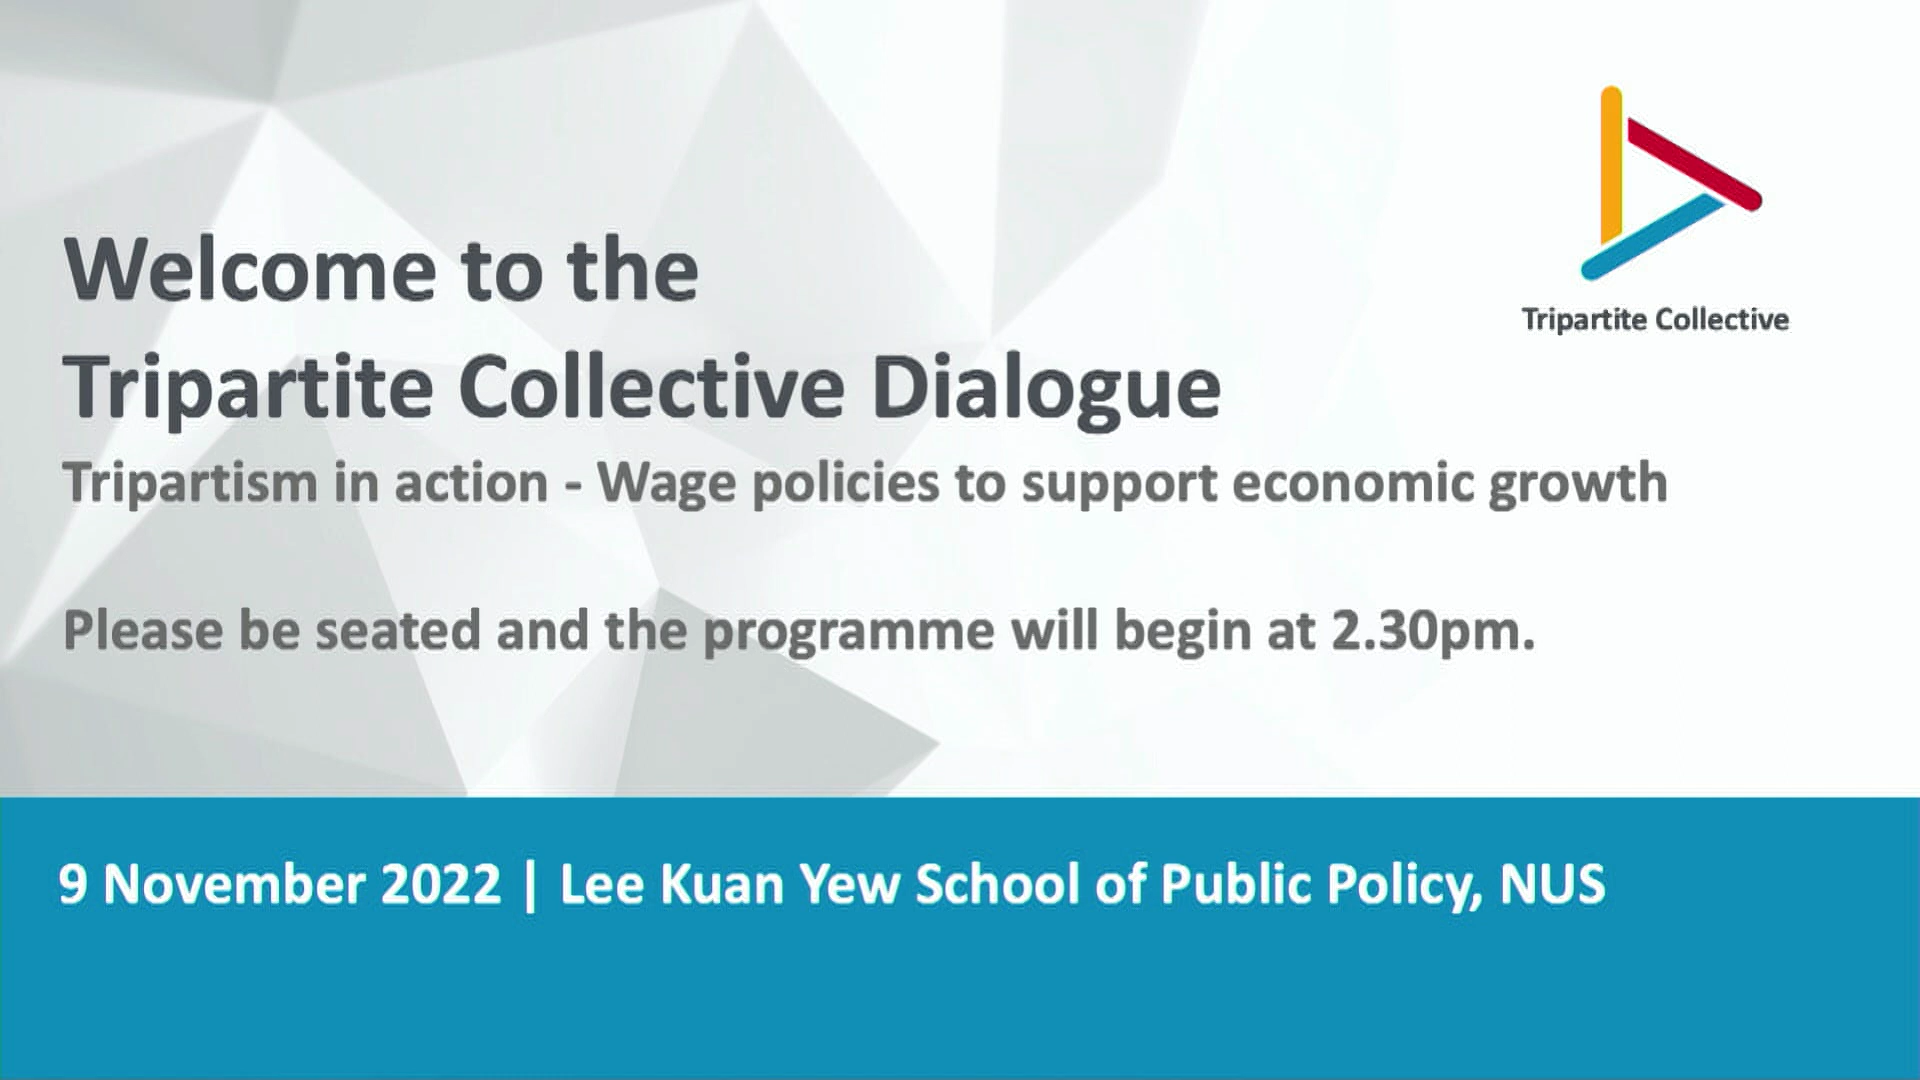 Welcome to the
Tripartite Collective Dialogue
Tripartism in action - Wage policies to support economic growth
Please be seated and the programme will begin at 2.30pm.
Tripartite Collective
9 November 2022 | Lee Kuan Yew School of Public Policy, NUS